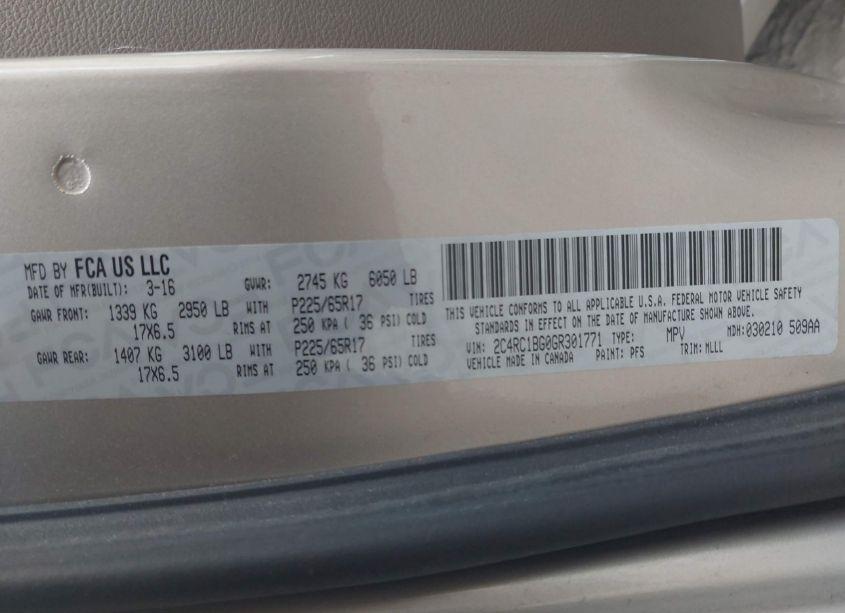 MFD BY FCA US LLC
DATE OF MFR(BUILT): 3-16 GVWR: 2745 KG 6050 LB
GAWR FRONT: 1339 KG 2950 LB WITH P225/65R17 TIRES
17X6.5 RIMS AT 250 KPA ( 36 PSI) COLD
GAWR REAR: 1407 KG 3100 LB WITH P225/65R17 TIRES
17X6.5 RIMS AT 250 KPA ( 36 PSI) COLD
THIS VEHICLE CONFORMS TO ALL APPLICABLE U.S.A. FEDERAL MOTOR VEHICLE SAFETY
STANDARDS IN EFFECT ON THE DATE OF MANUFACTURE SHOWN ABOVE.
VIN: 2C4RC1BG0GR301771 TYPE: MPV MDH:030210 509AA
VEHICLE MADE IN CANADA PAINT: PFS TRIM:MLLL